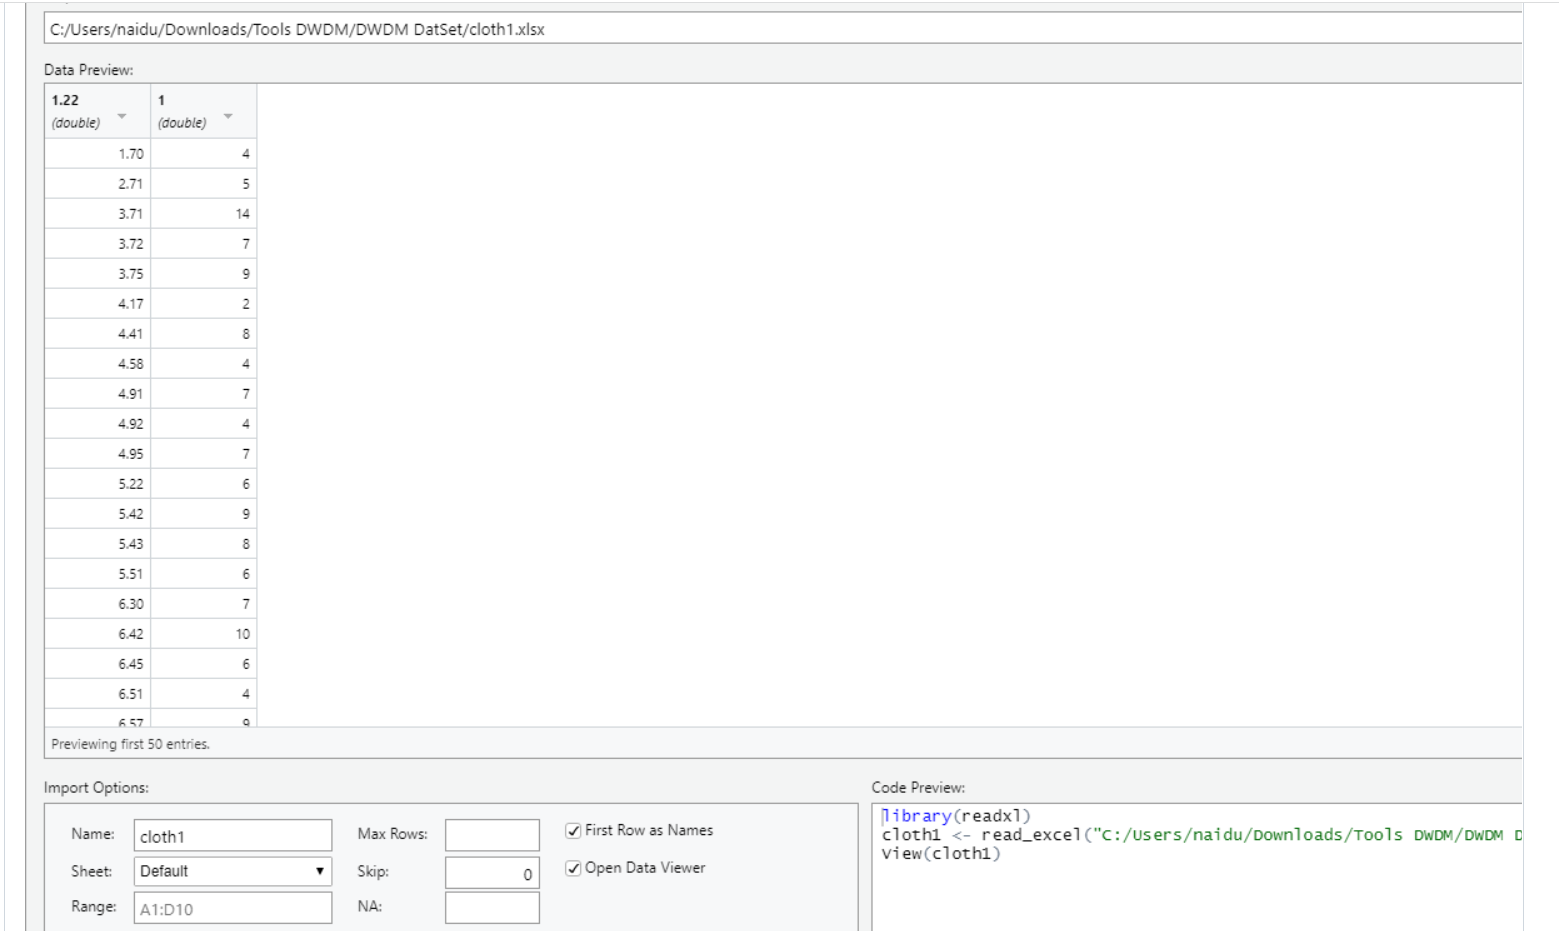 C:/Users/naidu/Downloads/Tools DWDM/DWDM DatSet/cloth1.xlsx
Data Preview:
1.22 1
(double) (double)
1.70 4
2.71 5
3.71 14
3.72 7
3.75 9
4.17 2
4.41 8
4.58 4
4.91 7
4.92 4
4.95 7
5.22 6
5.42 9
5.43 8
5.51 6
6.30 7
6.42 10
6.45 6
6.51 4
6.57 9
Previewing first 50 entries.
Import Options: Code Preview:
Name: cloth1 Max Rows: First Row as Names
Sheet: Default Skip: 0 Open Data Viewer
Range: A1:D10 NA:
library(readxl)
cloth1 <- read_excel("C:/Users/naidu/Downloads/Tools DWDM/DWDM D
View(cloth1)